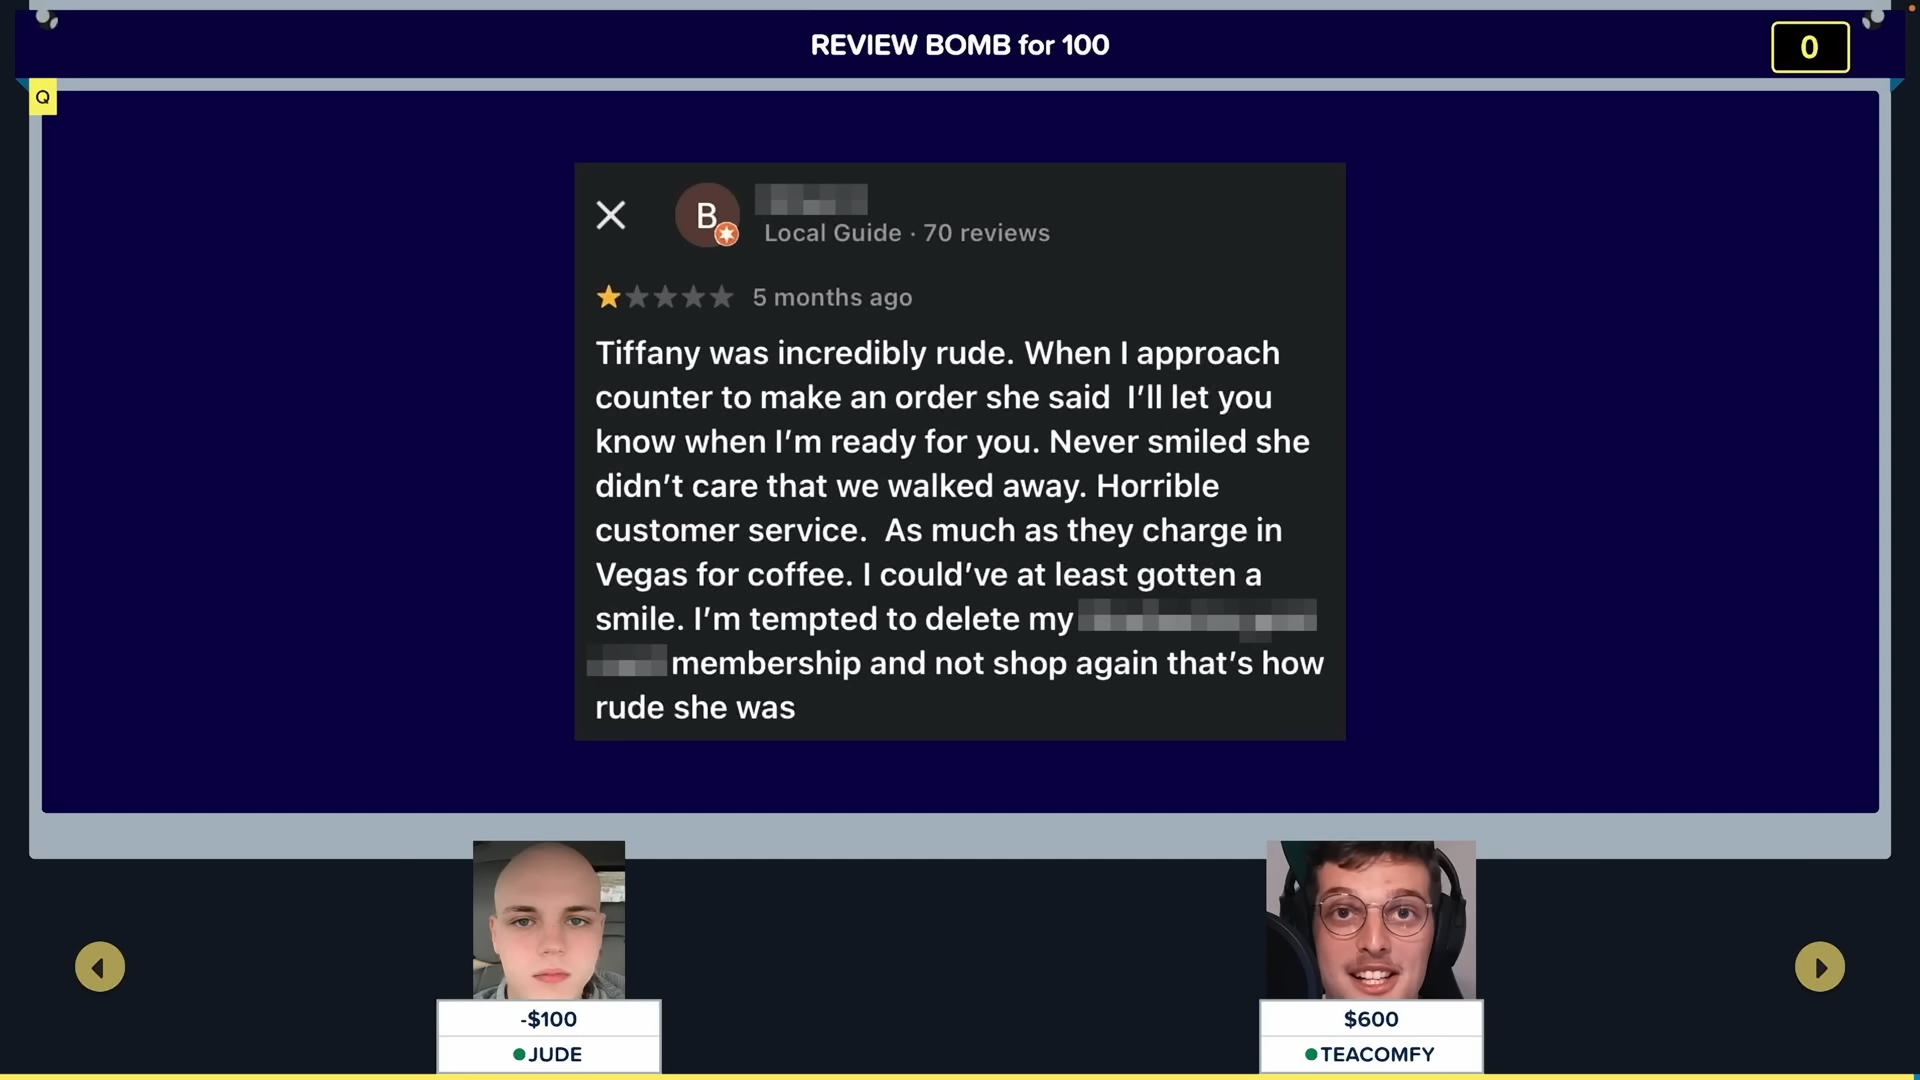 REVIEW BOMB for 100
0
Q
B
Local Guide · 70 reviews
5 months ago
Tiffany was incredibly rude. When I approach
counter to make an order she said  I’ll let you
know when I’m ready for you. Never smiled she
didn’t care that we walked away. Horrible
customer service.  As much as they charge in
Vegas for coffee. I could’ve at least gotten a
smile. I’m tempted to delete my
membership and not shop again that’s how
rude she was
-$100
JUDE
$600
TEACOMFY